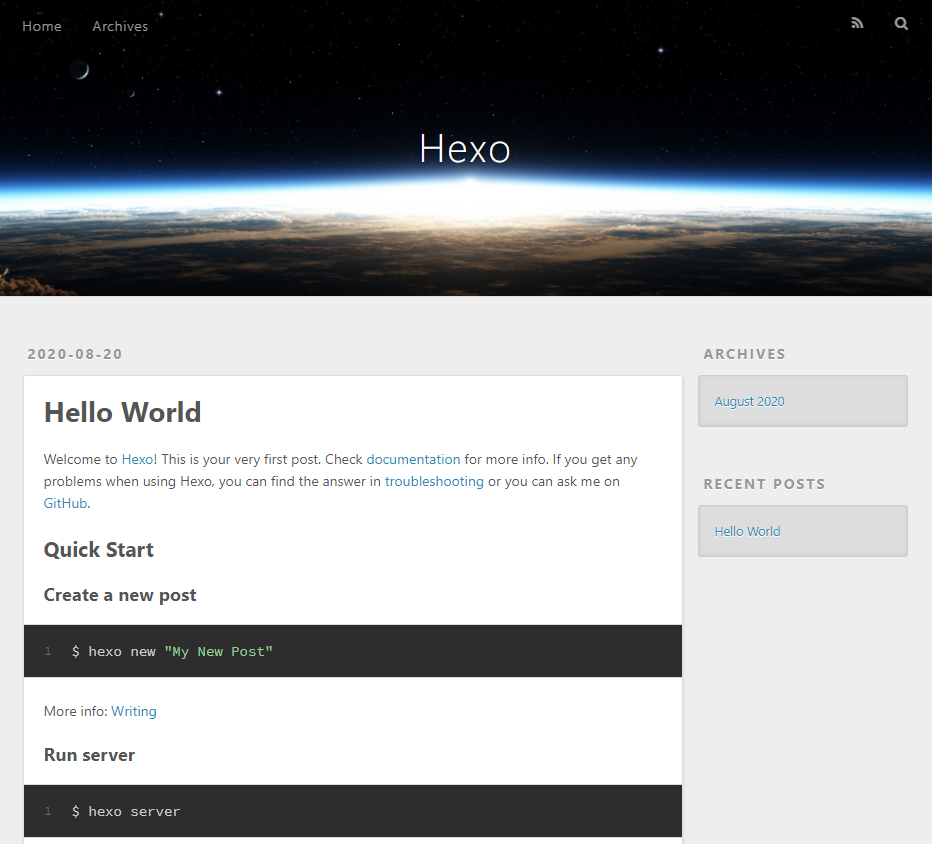 Home Archives
Hexo
2020-08-20
Hello World
Welcome to Hexo! This is your very first post. Check documentation for more info. If you get any
problems when using Hexo, you can find the answer in troubleshooting or you can ask me on
GitHub.
Quick Start
Create a new post
1 $ hexo new "My New Post"
More info: Writing
Run server
1 $ hexo server
ARCHIVES
August 2020
RECENT POSTS
Hello World